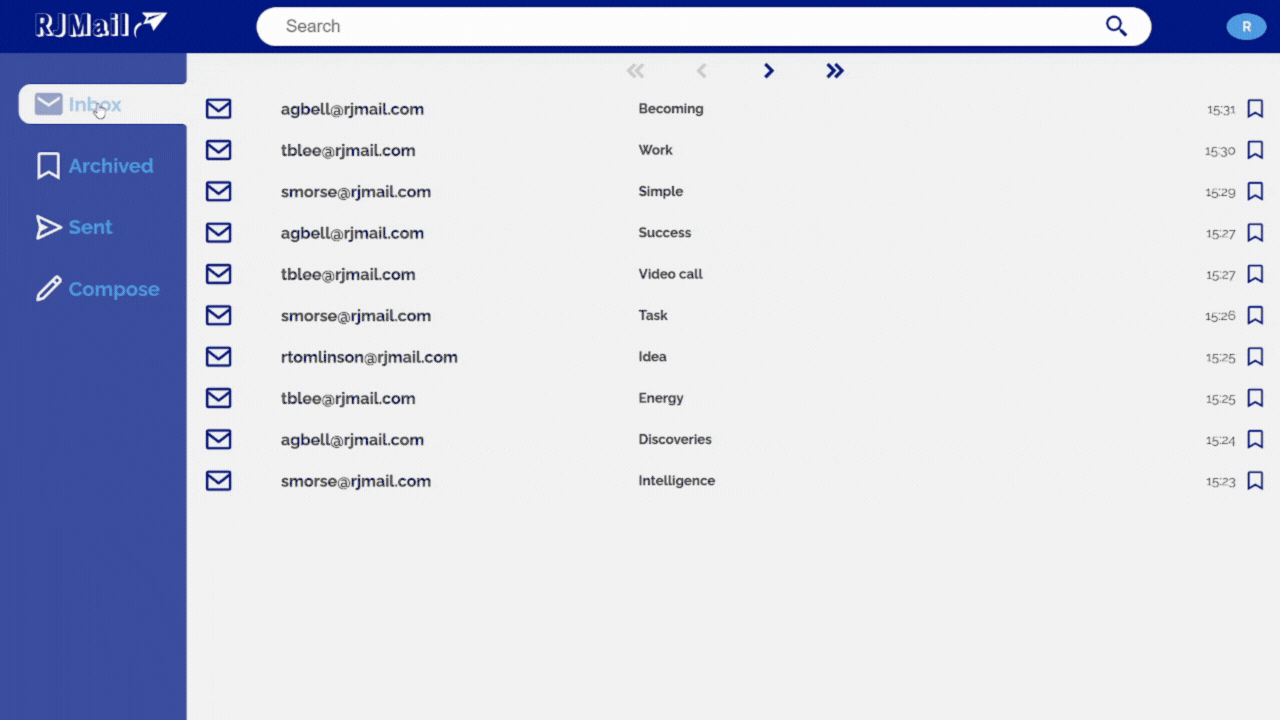 RJMail
Search
R
Inbox
Archived
Sent
Compose
agbell@rjmail.com Becoming 15:31
tblee@rjmail.com Work 15:30
smorse@rjmail.com Simple 15:29
agbell@rjmail.com Success 15:27
tblee@rjmail.com Video call 15:27
smorse@rjmail.com Task 15:26
rtomlinson@rjmail.com Idea 15:25
tblee@rjmail.com Energy 15:25
agbell@rjmail.com Discoveries 15:24
smorse@rjmail.com Intelligence 15:23